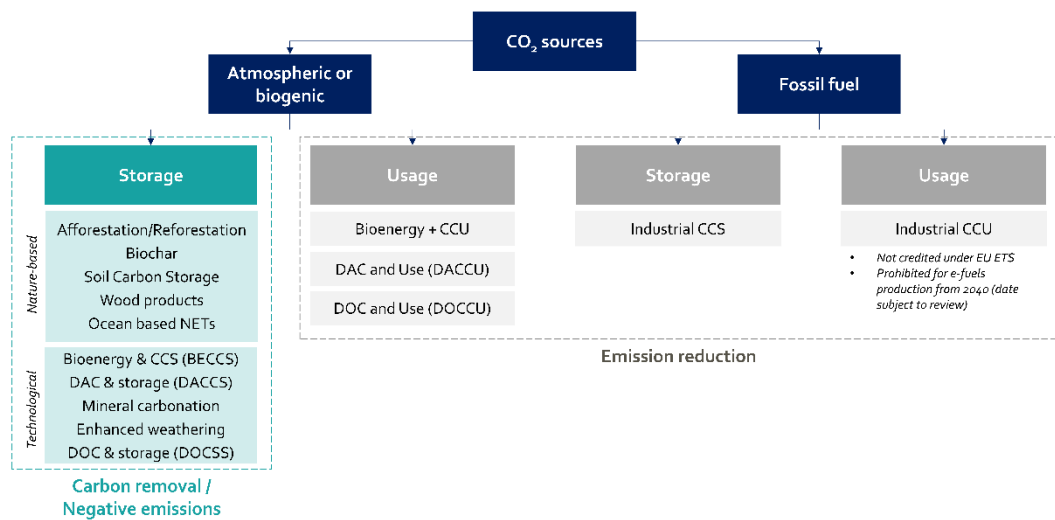 CO₂ sources
Atmospheric or
biogenic
Fossil fuel
Storage
Usage
Storage
Usage
Nature-based
Afforestation/Reforestation
Biochar
Soil Carbon Storage
Wood products
Ocean based NETs
Technological
Bioenergy & CCS (BECCS)
DAC & storage (DACCS)
Mineral carbonation
Enhanced weathering
DOC & storage (DOCSS)
Carbon removal /
Negative emissions
Bioenergy + CCU
DAC and Use (DACCU)
DOC and Use (DOCCU)
Industrial CCS
Industrial CCU
• Not credited under EU ETS
• Prohibited for e-fuels
production from 2040 (date
subject to review)
Emission reduction